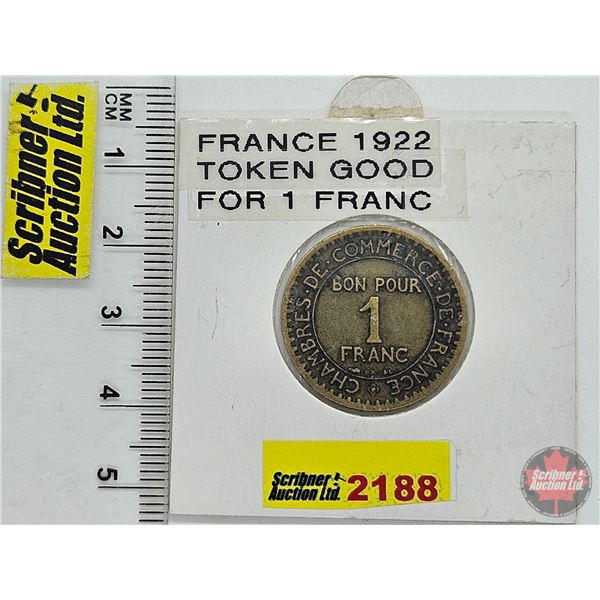 Scribner
Auction Ltd.
MM
CM
1
2
3
4
5
FRANCE 1922
TOKEN GOOD
FOR 1 FRANC
CHAMBRES·DE·COMMERCE·DE·FRANCE
BON POUR
1
FRANC
Scribner
Auction Ltd.
2188
Scribner
Auction Ltd.